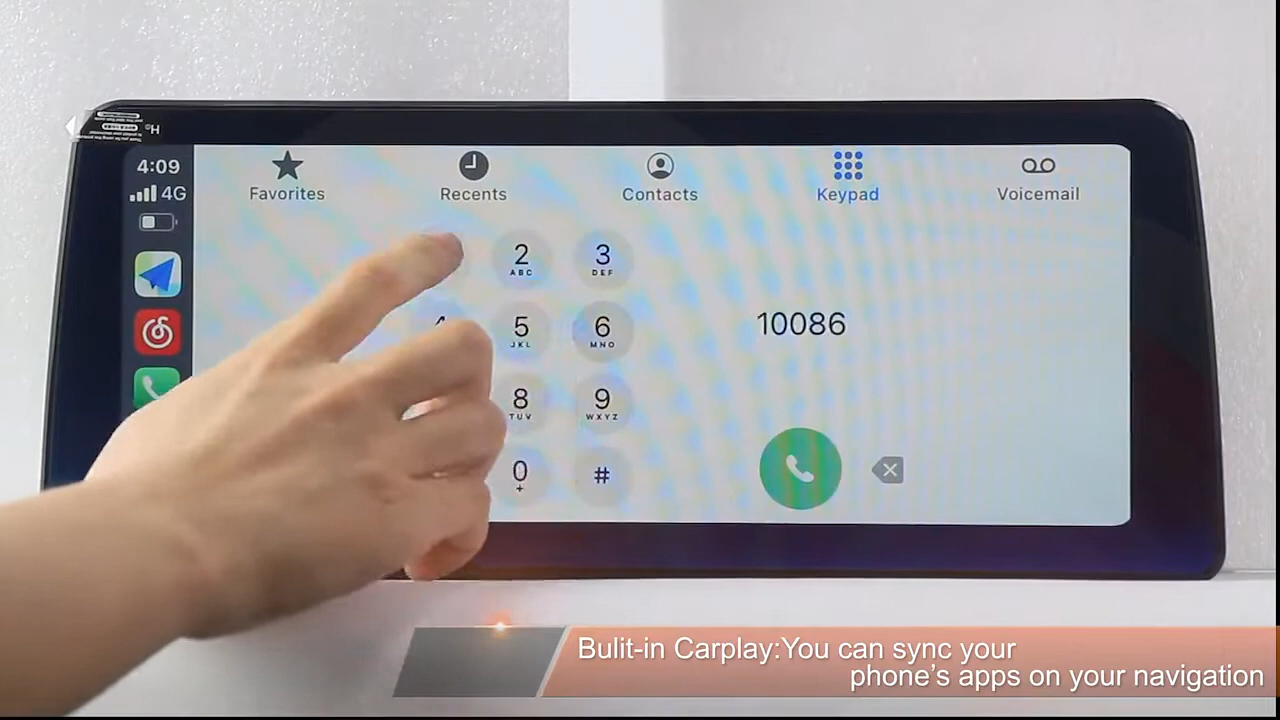 4:09
4G
Favorites
Recents
Contacts
Keypad
Voicemail
2
ABC
3
DEF
5
JKL
6
MNO
8
TUV
9
WXYZ
0
+
#
10086
Bulit-in Carplay:You can sync your
phone's apps on your navigation